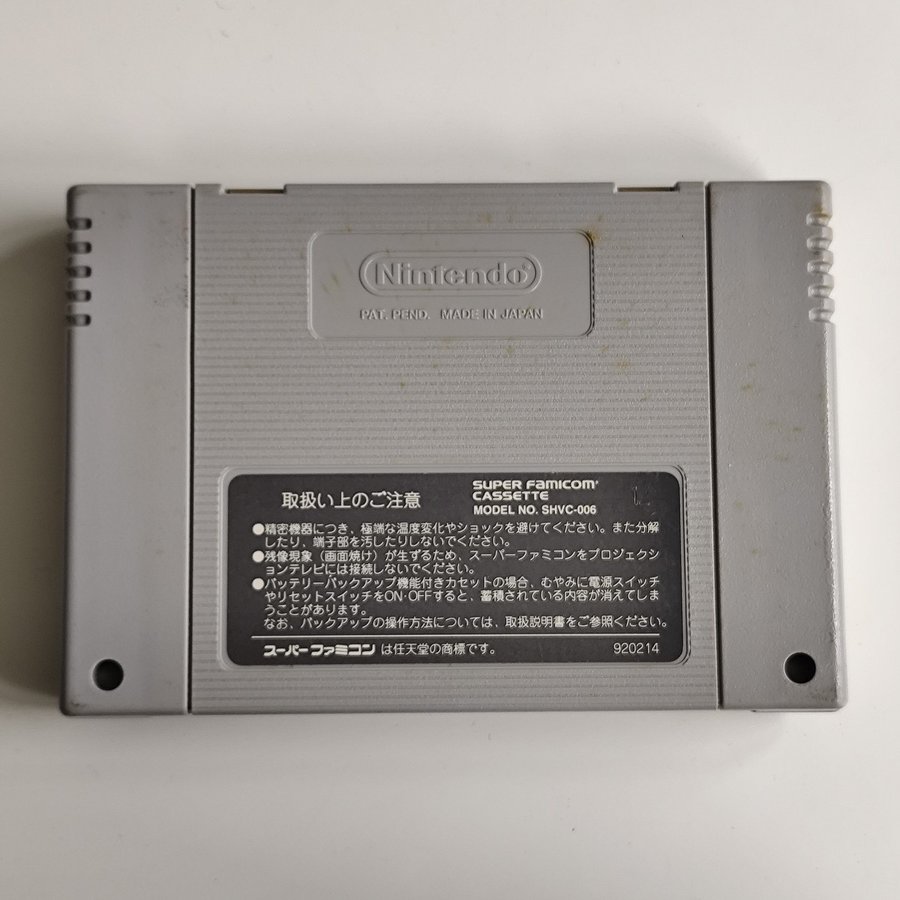 Nintendo®
PAT. PEND. MADE IN JAPAN
取扱い上のご注意
SUPER FAMICOM®
CASSETTE
MODEL NO. SHVC-006
●精密機器につき、極端な温度変化やショックを避けてください。また分解
したり、端子部を汚したりしないでください。
●残像現象（画面焼け）が生ずるため、スーパーファミコンをプロジェクシ
ョンテレビには接続しないでください。
●バッテリーバックアップ機能付きカセットの場合、むやみに電源スイッチ
やリセットスイッチをON·OFFすると、蓄積されている内容が消えてしま
うことがあります。
なお、バックアップの操作方法については、取扱説明書をご参照ください。
スーパーファミコン は任天堂の商標です。
920214